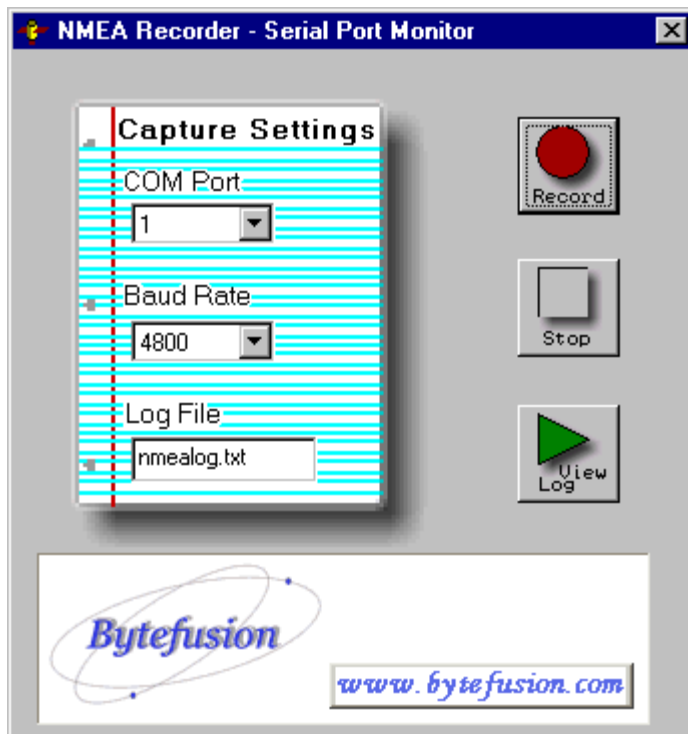 NMEA Recorder - Serial Port Monitor
Capture Settings
COM Port
1
Baud Rate
4800
Log File
nmealog.txt
Record
Stop
View
Log
Bytefusion
www.bytefusion.com